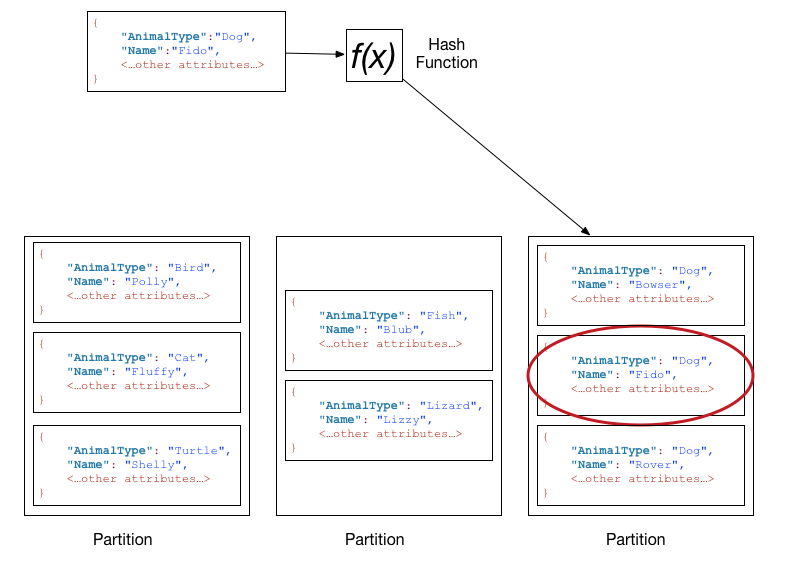 {
"AnimalType":"Dog",
"Name":"Fido",
<…other attributes…>
}
f(x)
Hash
Function
{
"AnimalType": "Bird",
"Name": "Polly",
<…other attributes…>
}
{
"AnimalType": "Cat",
"Name": "Fluffy",
<…other attributes…>
}
{
"AnimalType": "Turtle",
"Name": "Shelly",
<…other attributes…>
}
Partition
{
"AnimalType": "Fish",
"Name": "Blub",
<…other attributes…>
}
{
"AnimalType": "Lizard",
"Name": "Lizzy",
<…other attributes…>
}
Partition
{
"AnimalType": "Dog",
"Name": "Bowser",
<…other attributes…>
}
{
"AnimalType": "Dog",
"Name": "Fido",
<…other attributes…>
}
{
"AnimalType": "Dog",
"Name": "Rover",
<…other attributes…>
}
Partition